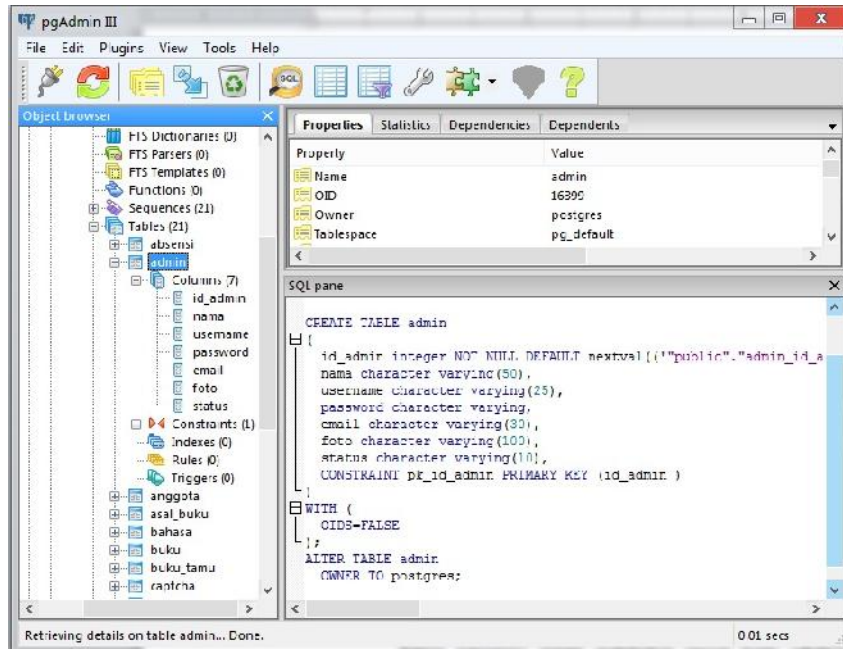 pgAdmin III
File Edit Plugins View Tools Help
SQL
Object browser
FTS Dictionaries (0)
FTS Parsers (0)
FTS Templates (0)
Functions (0)
Sequences (21)
Tables (21)
absensi
admin
Columns (7)
id_admin
nama
username
password
email
foto
status
Constraints (1)
Indexes (0)
Rules (0)
Triggers (0)
anggota
asal_buku
bahasa
buku
buku_tamu
captcha
Properties Statistics Dependencies Dependents
Property Value
Name admin
OID 16399
Owner postgres
Tablespace pg_default
SQL pane
CREATE TABLE admin
(
id_admin integer NOT NULL DEFAULT nextval(('"public"."admin_id_a
nama character varying(50),
username character varying(25),
password character varying,
email character varying(30),
foto character varying(100),
status character varying(10),
CONSTRAINT pk_id_admin PRIMARY KEY (id_admin )
)
WITH (
OIDS=FALSE
);
ALTER TABLE admin
OWNER TO postgres;
Retrieving details on table admin... Done.
0.01 secs